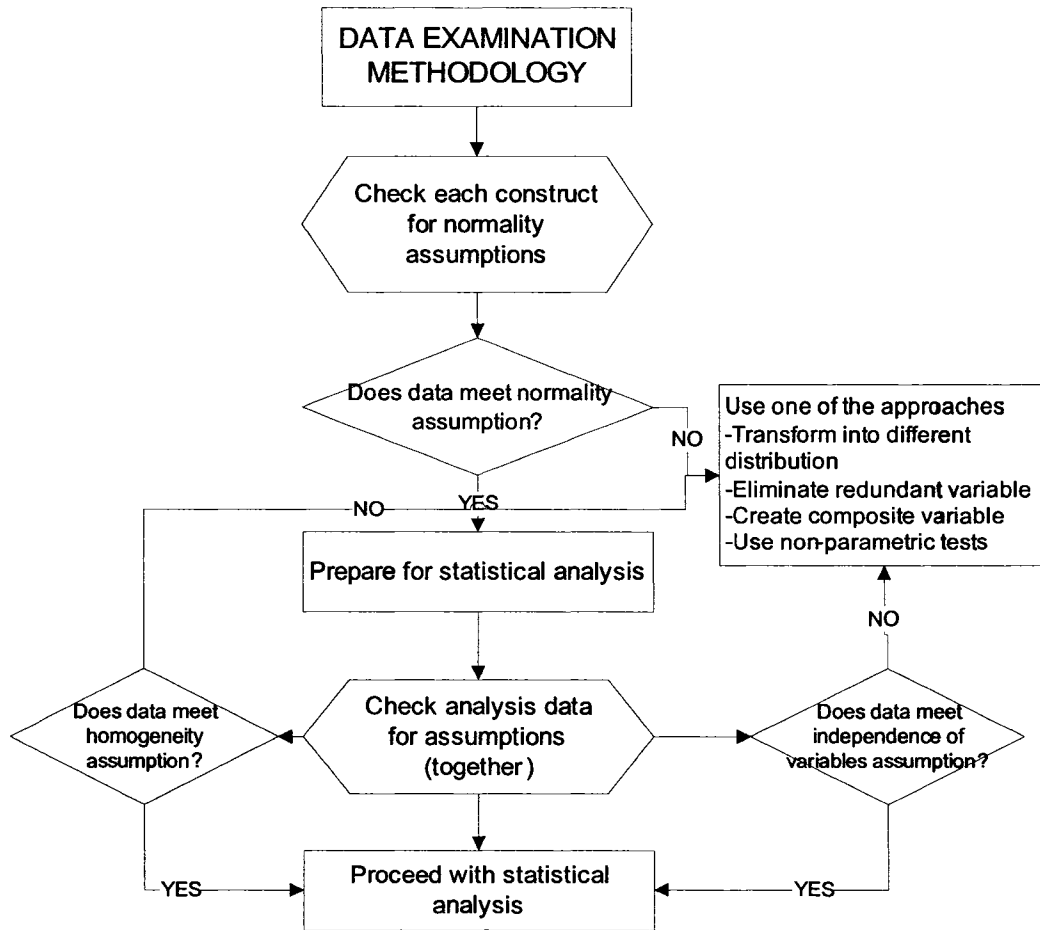 DATA EXAMINATION
METHODOLOGY
Check each construct
for normality
assumptions
Does data meet normality
assumption?
NO
Use one of the approaches
-Transform into different
distribution
-Eliminate redundant variable
-Create composite variable
-Use non-parametric tests
NO
YES
Prepare for statistical analysis
NO
Does data meet
homogeneity
assumption?
Check analysis data
for assumptions
(together)
Does data meet
independence of
variables assumption?
YES
Proceed with statistical
analysis
YES